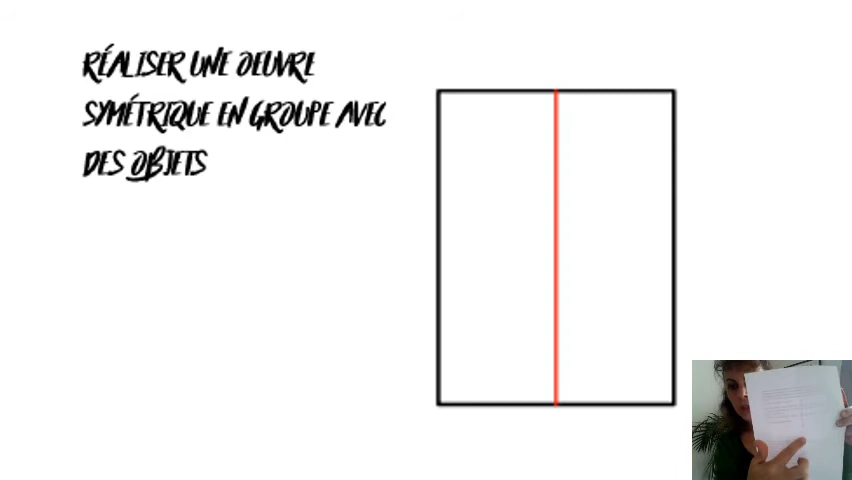 RÉALISER UNE OEUVRE
SYMÉTRIQUE EN GROUPE AVEC
DES OBJETS